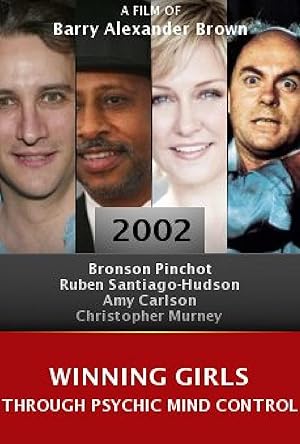 A FILM OF
Barry Alexander Brown
2002
Bronson Pinchot
Ruben Santiago-Hudson
Amy Carlson
Christopher Murney
WINNING GIRLS
THROUGH PSYCHIC MIND CONTROL